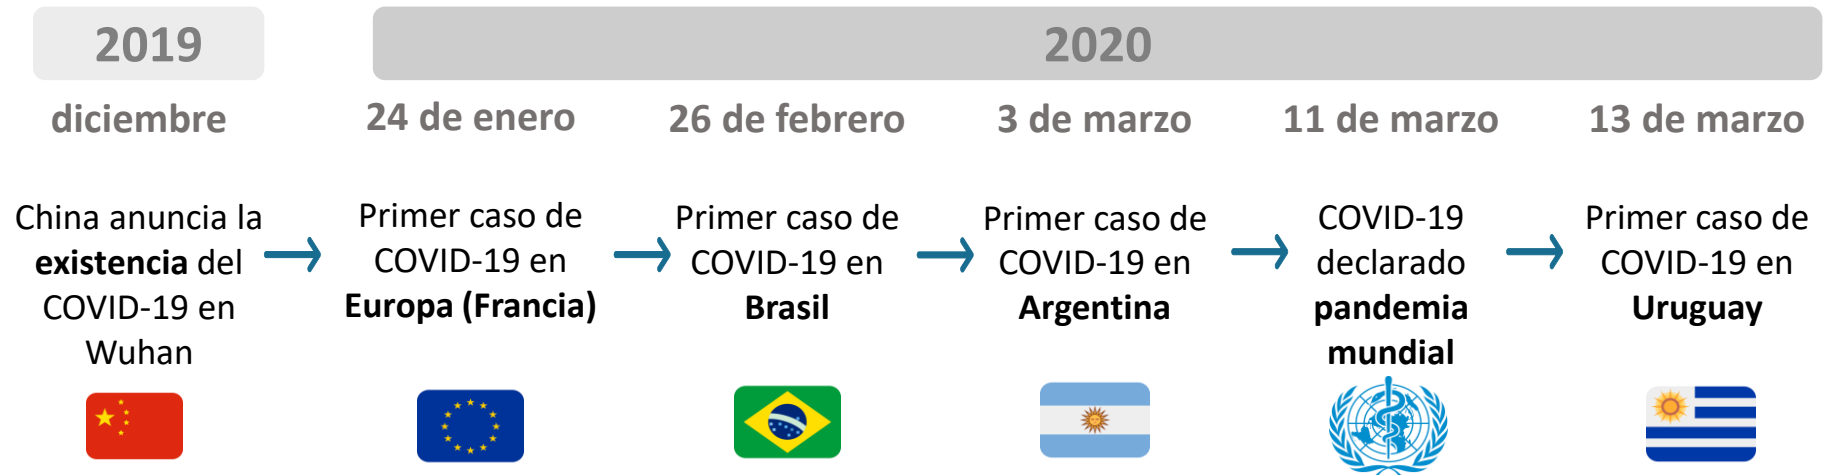 2019
2020
diciembre
24 de enero
26 de febrero
3 de marzo
11 de marzo
13 de marzo
China anuncia la
existencia del
COVID-19 en
Wuhan
Primer caso de
COVID-19 en
Europa (Francia)
Primer caso de
COVID-19 en
Brasil
Primer caso de
COVID-19 en
Argentina
COVID-19
declarado
pandemia
mundial
Primer caso de
COVID-19 en
Uruguay